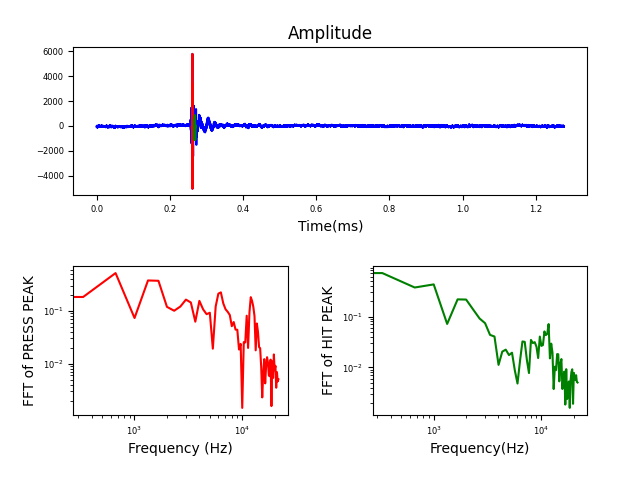 Amplitude
6000
4000
2000
0
−2000
−4000
0.0 0.2 0.4 0.6 0.8 1.0 1.2
Time(ms)
FFT of PRESS PEAK
10⁻¹
10⁻²
10³ 10⁴
Frequency (Hz)
FFT of HIT PEAK
10⁻¹
10⁻²
10³ 10⁴
Frequency(Hz)